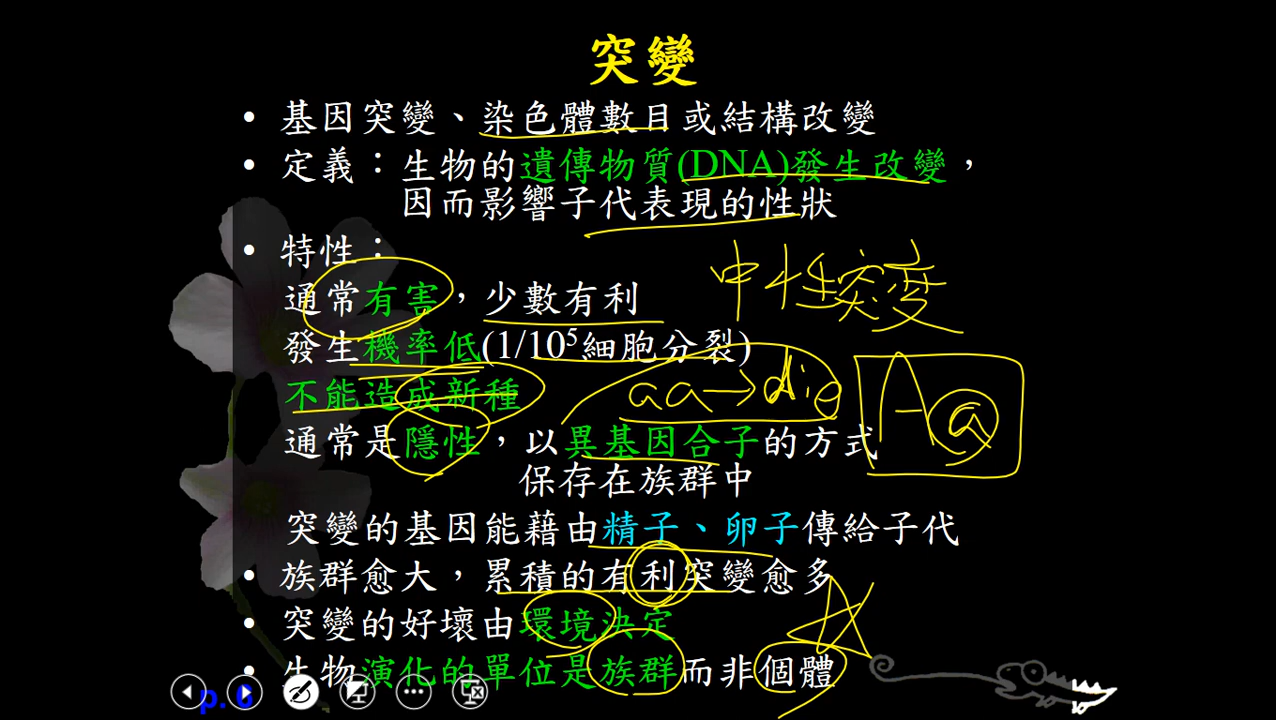 突變
• 基因突變、染色體數目或結構改變
• 定義：生物的遺傳物質(DNA)發生改變，
因而影響子代表現的性狀
• 特性：
中性突变
通常有害，少數有利
發生機率低(1/10⁵細胞分裂)
不能造成新種
aa→die
Aa
通常是隱性，以異基因合子的方式
保存在族群中
突變的基因能藉由精子、卵子傳給子代
• 族群愈大，累積的有利突變愈多
• 突變的好壞由環境決定
• 生物演化的單位是族群而非個體
p. 6